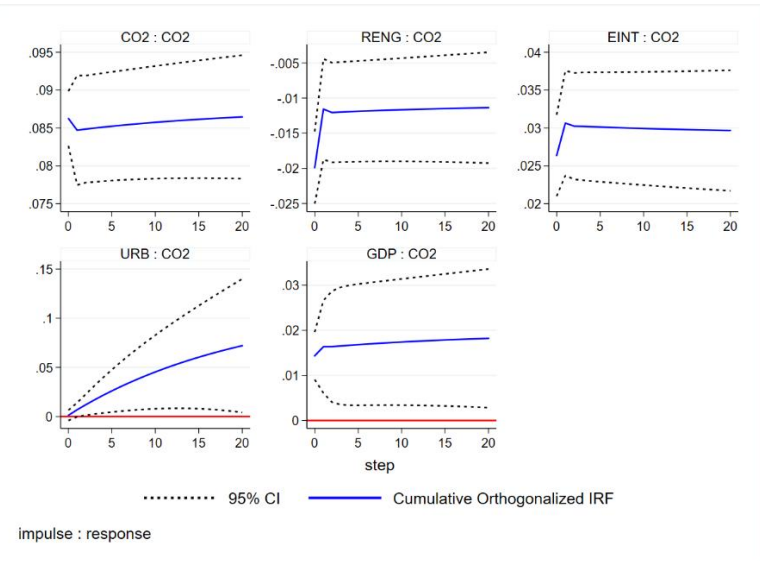 CO2 : CO2
.095
.09
.085
.08
.075
0 5 10 15 20
RENG : CO2
-.005
-.01
-.015
-.02
-.025
0 5 10 15 20
EINT : CO2
.04
.035
.03
.025
.02
0 5 10 15 20
URB : CO2
.15
.1
.05
0
0 5 10 15 20
GDP : CO2
.03
.02
.01
0
0 5 10 15 20
step
95% CI Cumulative Orthogonalized IRF
impulse : response